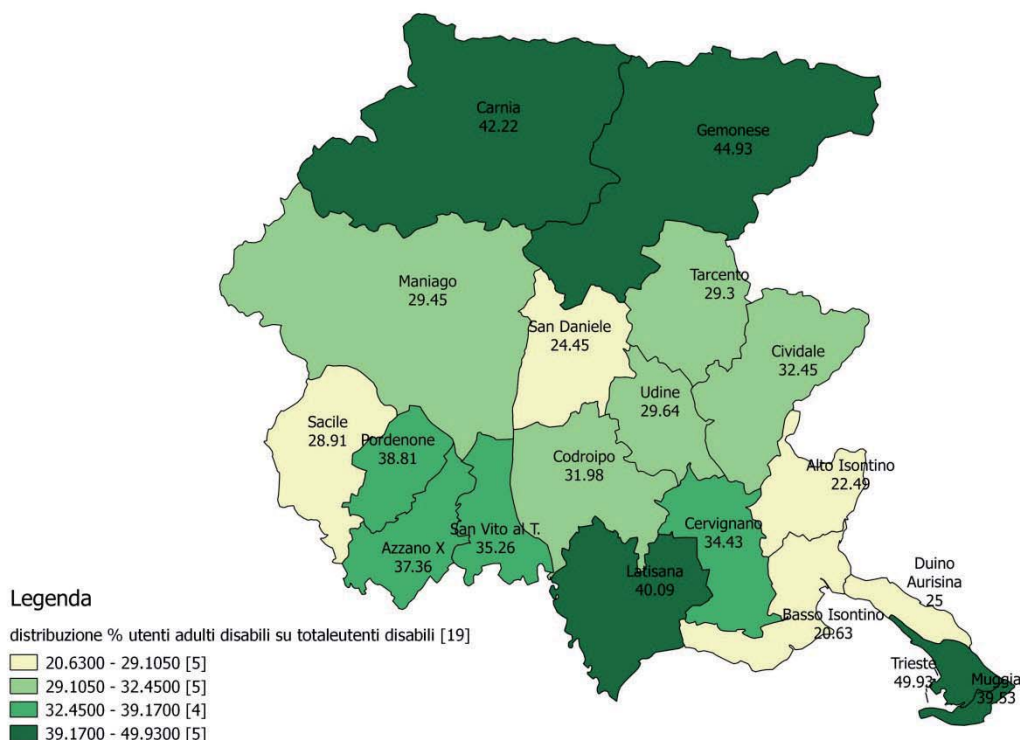 Carnia
42.22
Gemonese
44.93
Maniago
29.45
Tarcento
29.3
San Daniele
24.45
Cividale
32.45
Udine
29.64
Sacile
28.91
Pordenone
38.81
Codroipo
31.98
Alto Isontino
22.49
San Vito al T.
35.26
Cervignano
34.43
Azzano X
37.36
Latisana
40.09
Duino
Aurisina
25
Basso Isontino
20.63
Trieste
49.93
Muggia
39.53
Legenda
distribuzione % utenti adulti disabili su totaleutenti disabili [19]
20.6300 - 29.1050 [5]
29.1050 - 32.4500 [5]
32.4500 - 39.1700 [4]
39.1700 - 49.9300 [5]